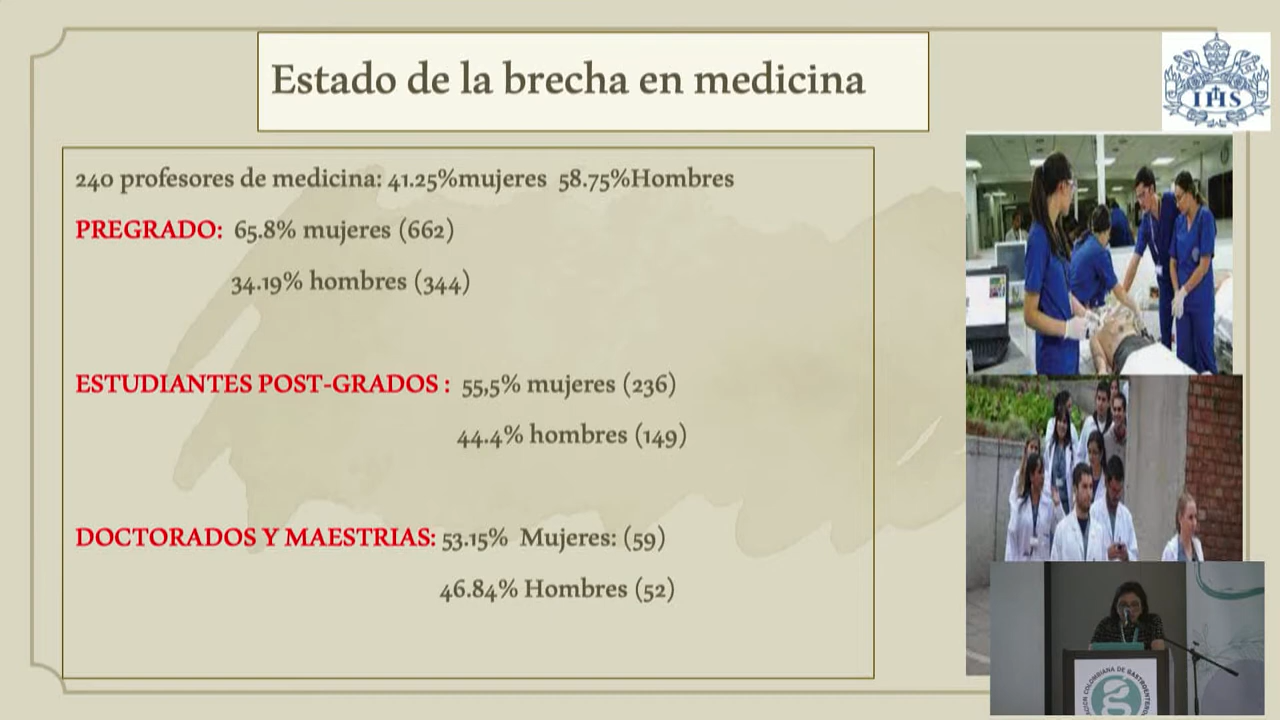 Estado de la brecha en medicina
IHS
240 profesores de medicina: 41.25%mujeres 58.75%Hombres
PREGRADO: 65.8% mujeres (662)
34.19% hombres (344)
ESTUDIANTES POST-GRADOS : 55,5% mujeres (236)
44.4% hombres (149)
DOCTORADOS Y MAESTRIAS: 53.15% Mujeres: (59)
46.84% Hombres (52)
COLOMBIANA DE